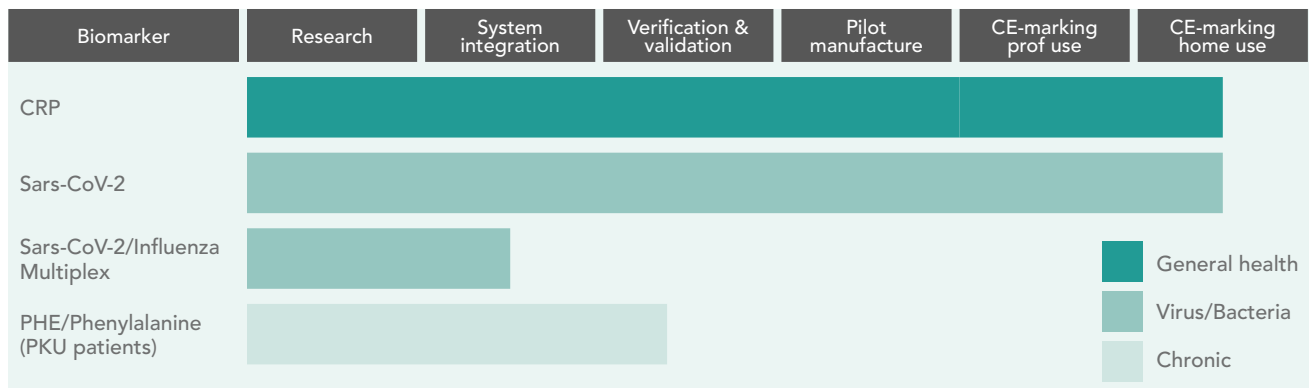 Biomarker
Research
System
integration
Verification &
validation
Pilot
manufacture
CE-marking
prof use
CE-marking
home use
CRP
Sars-CoV-2
Sars-CoV-2/Influenza
Multiplex
PHE/Phenylalanine
(PKU patients)
General health
Virus/Bacteria
Chronic